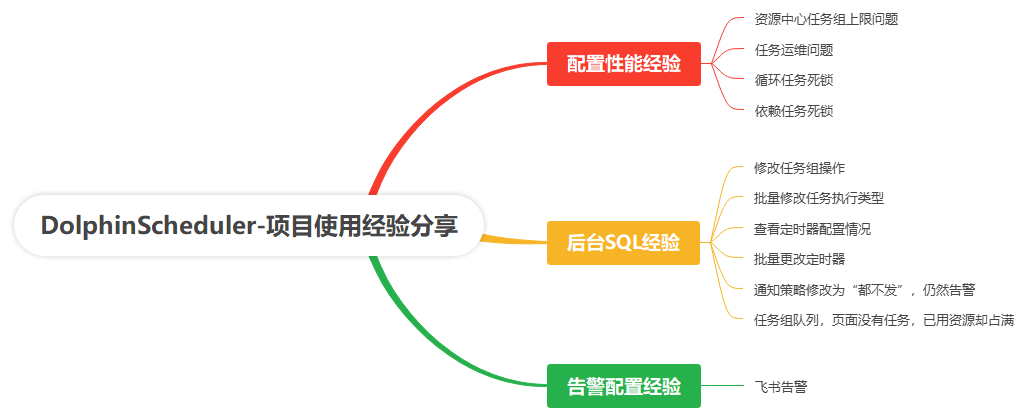 DolphinScheduler-项目使用经验分享
配置性能经验
资源中心任务组上限问题
任务运维问题
循环任务死锁
依赖任务死锁
后台SQL经验
修改任务组操作
批量修改任务执行类型
查看定时器配置情况
批量更改定时器
通知策略修改为“都不发”，仍然告警
任务组队列，页面没有任务，已用资源却占满
告警配置经验
飞书告警